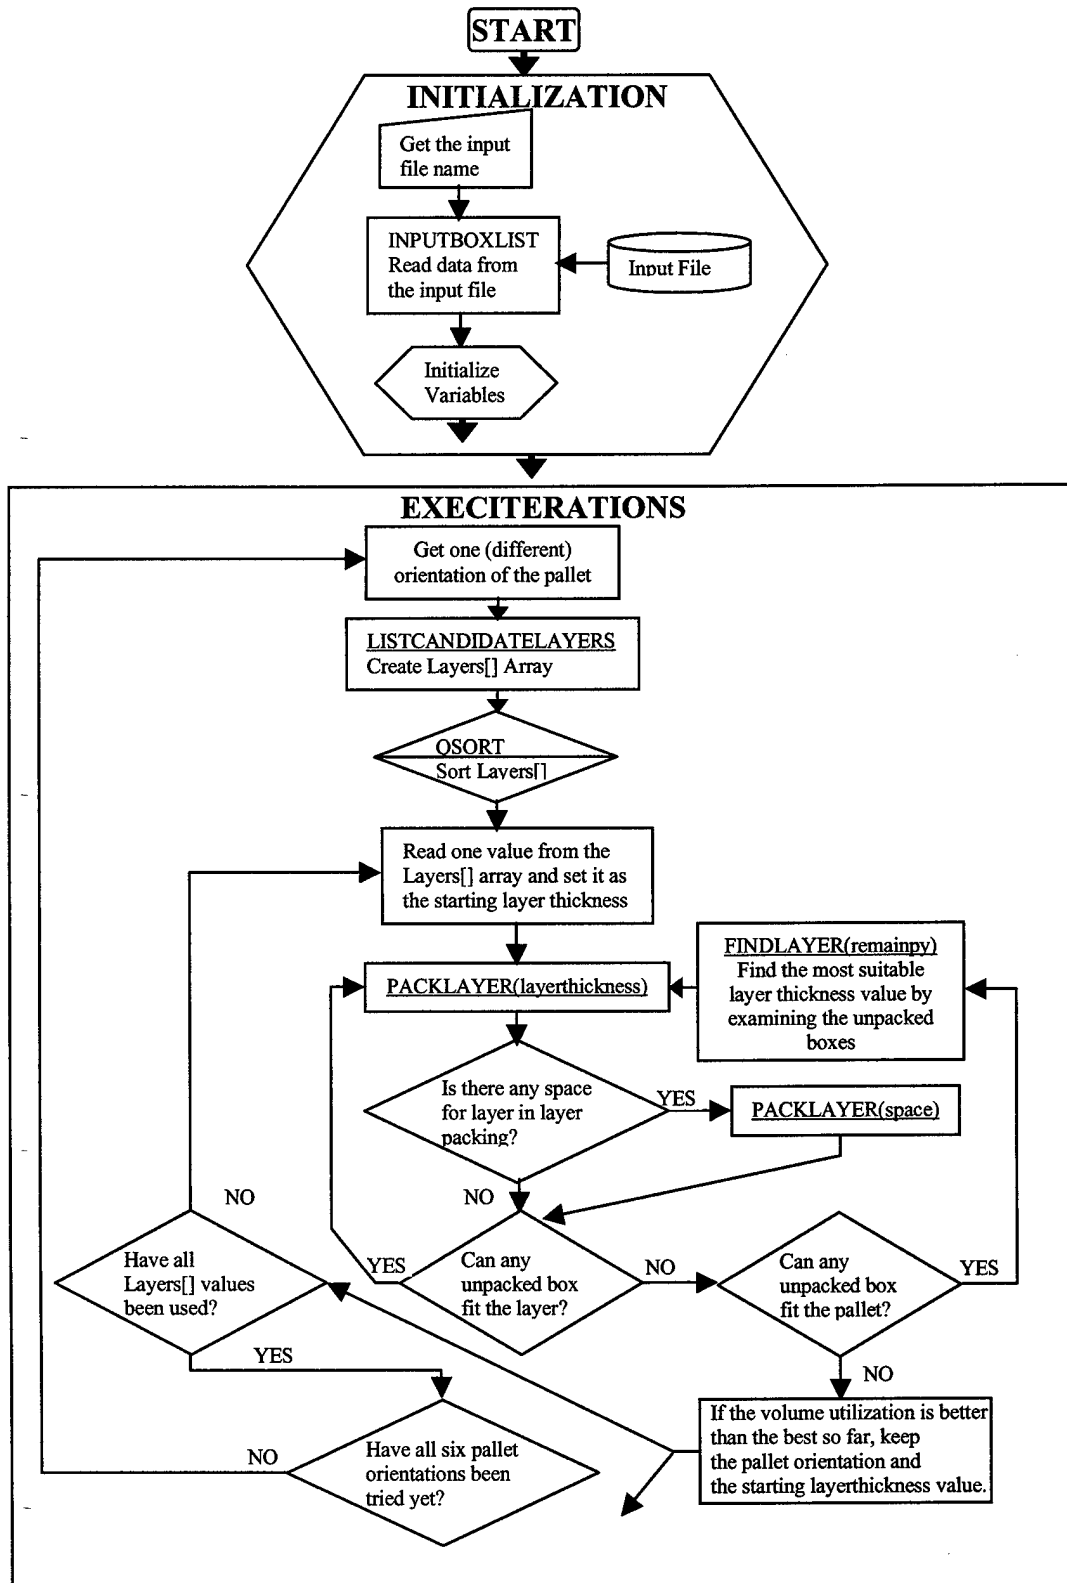 START
INITIALIZATION
Get the input
file name
INPUTBOXLIST
Read data from
the input file
Input File
Initialize
Variables
EXECITERATIONS
Get one (different)
orientation of the pallet
LISTCANDIDATELAYERS
Create Layers[] Array
QSORT
Sort Layers[]
Read one value from the
Layers[] array and set it as
the starting layer thickness
FINDLAYER(remainpy)
Find the most suitable
layer thickness value by
examining the unpacked
boxes
PACKLAYER(layerthickness)
Is there any space
for layer in layer
packing?
YES
PACKLAYER(space)
NO
NO
Have all
Layers[] values
been used?
YES
Can any
unpacked box
fit the layer?
NO
Can any
unpacked box
fit the pallet?
YES
YES
NO
If the volume utilization is better
than the best so far, keep
the pallet orientation and
the starting layerthickness value.
NO
Have all six pallet
orientations been
tried yet?